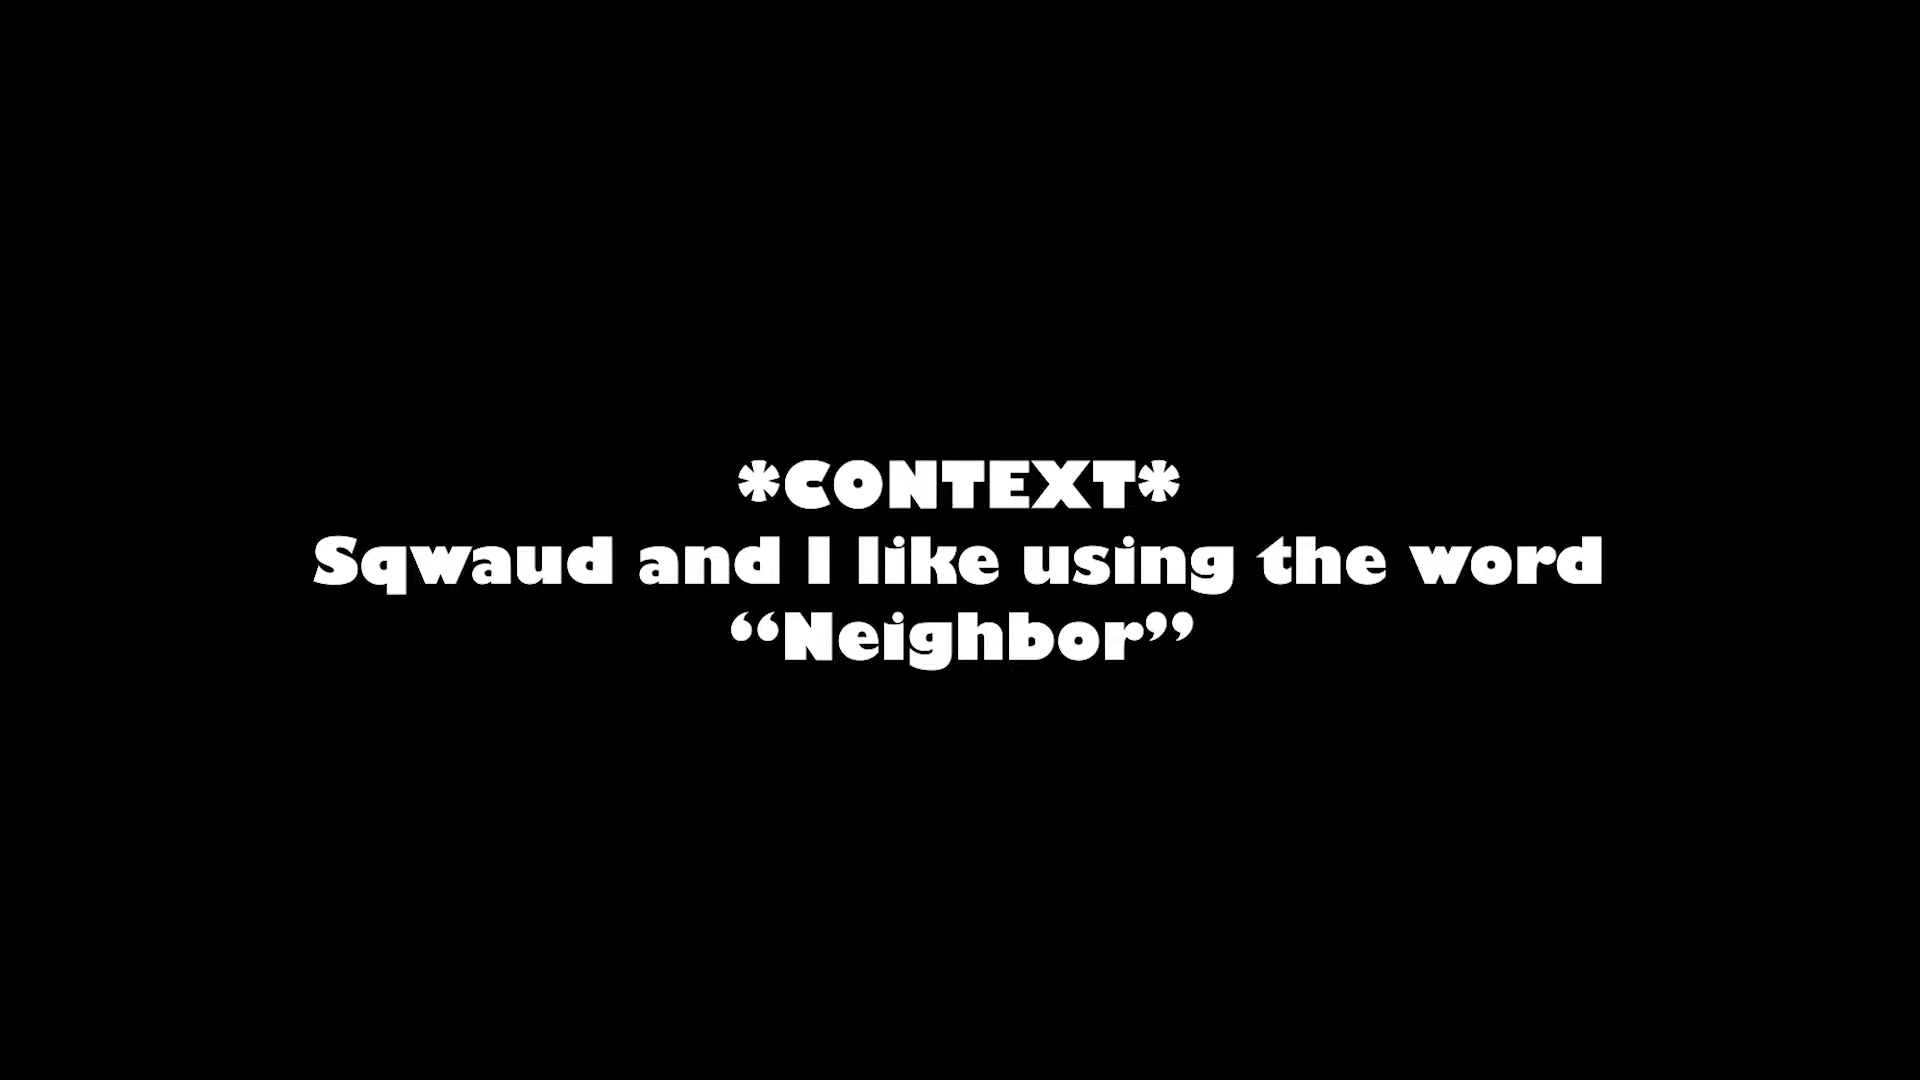 *CONTEXT*
Sqwaud and I like using the word
“Neighbor”